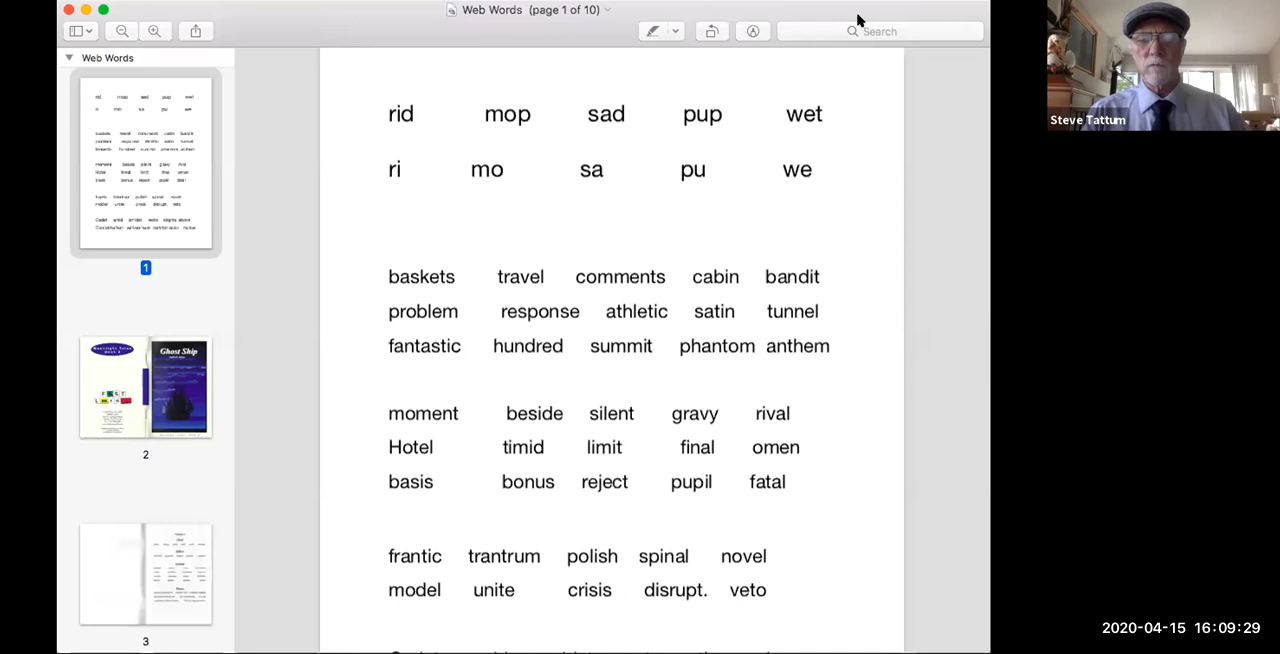 Web Words (page 1 of 10)
Search
Web Words
1
2
3
Ghost Ship
rid mop sad pup wet
ri mo sa pu we
baskets travel comments cabin bandit
problem response athletic satin tunnel
fantastic hundred summit phantom anthem
moment beside silent gravy rival
Hotel timid limit final omen
basis bonus reject pupil fatal
frantic trantrum polish spinal novel
model unite crisis disrupt. veto
Steve Tattum
2020-04-15 16:09:29